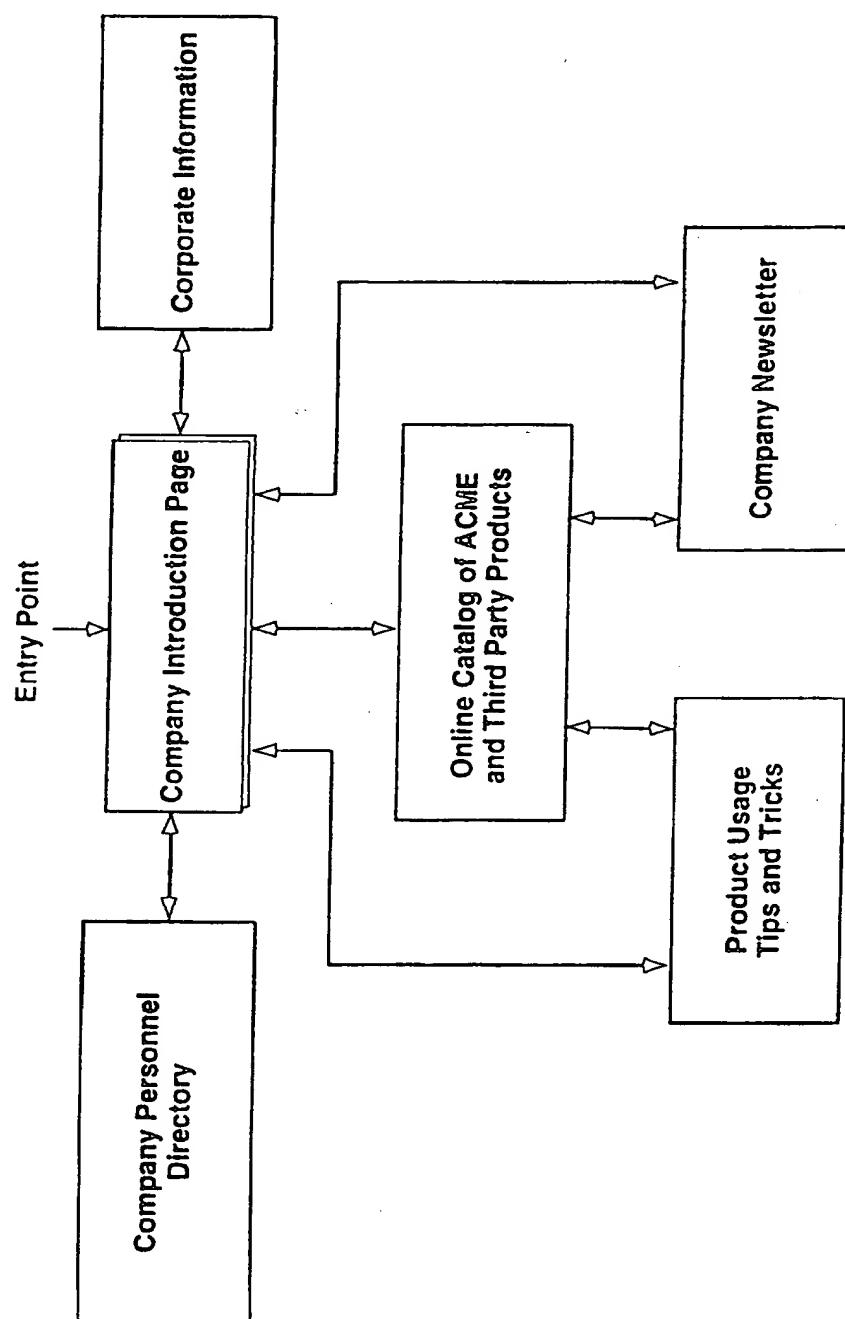 Entry Point
Company Personnel
Directory
Company Introduction Page
Corporate Information
Online Catalog of ACME
and Third Party Products
Product Usage
Tips and Tricks
Company Newsletter